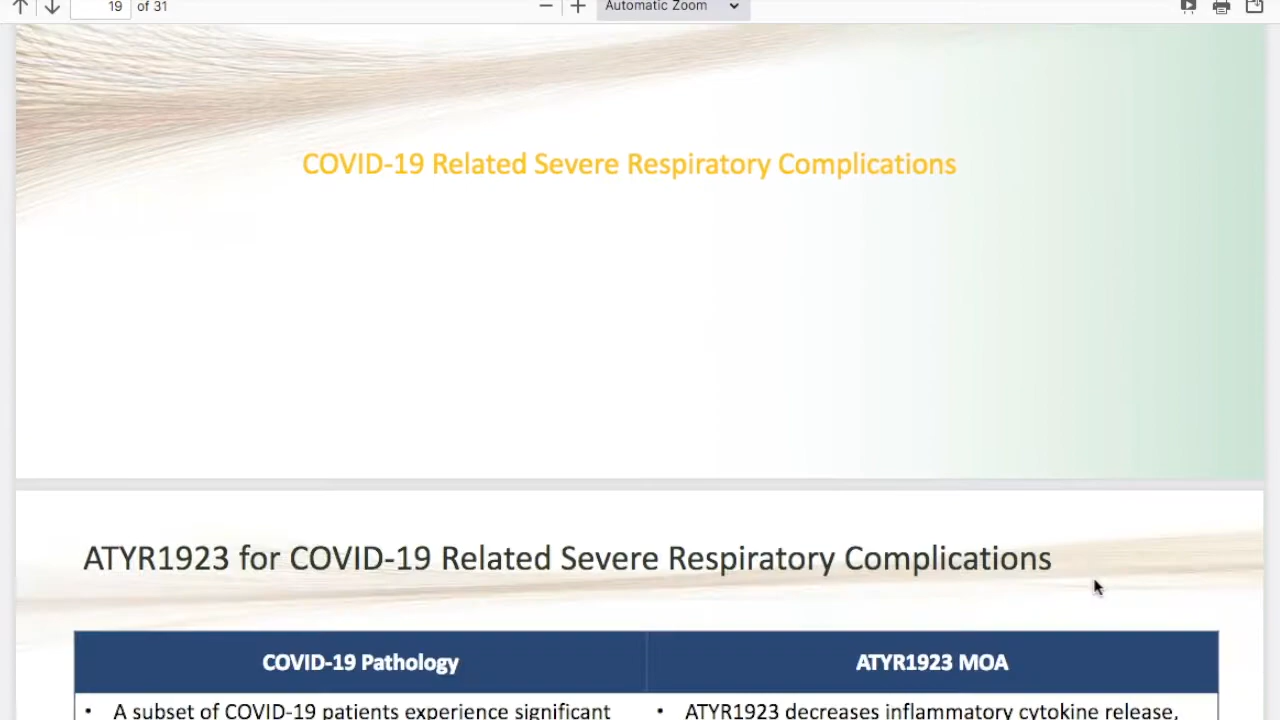 19 of 31 Automatic Zoom
COVID-19 Related Severe Respiratory Complications
ATYR1923 for COVID-19 Related Severe Respiratory Complications
COVID-19 Pathology ATYR1923 MOA
• A subset of COVID-19 patients experience significant • ATYR1923 decreases inflammatory cytokine release,